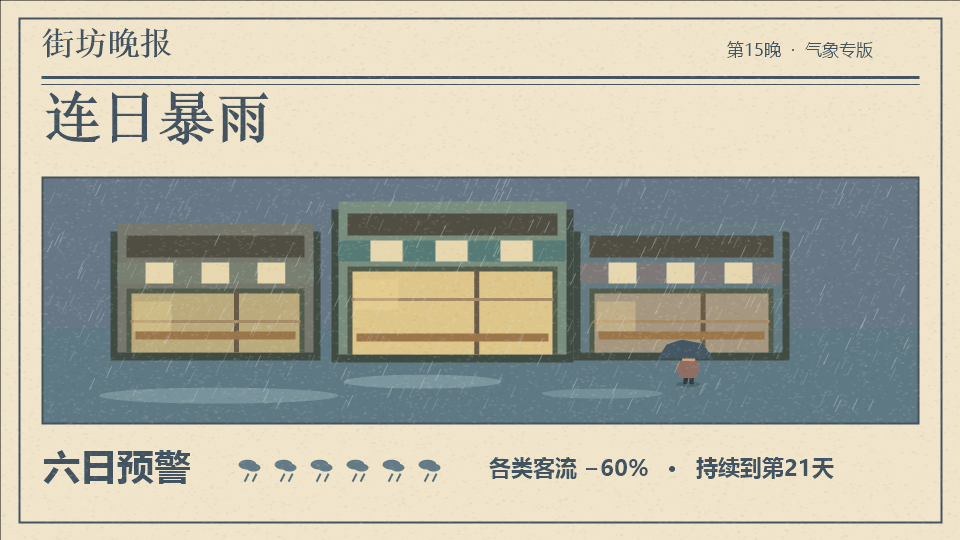 街坊晚报
第15晚 · 气象专版
连日暴雨
六日预警
各类客流 −60% • 持续到第21天